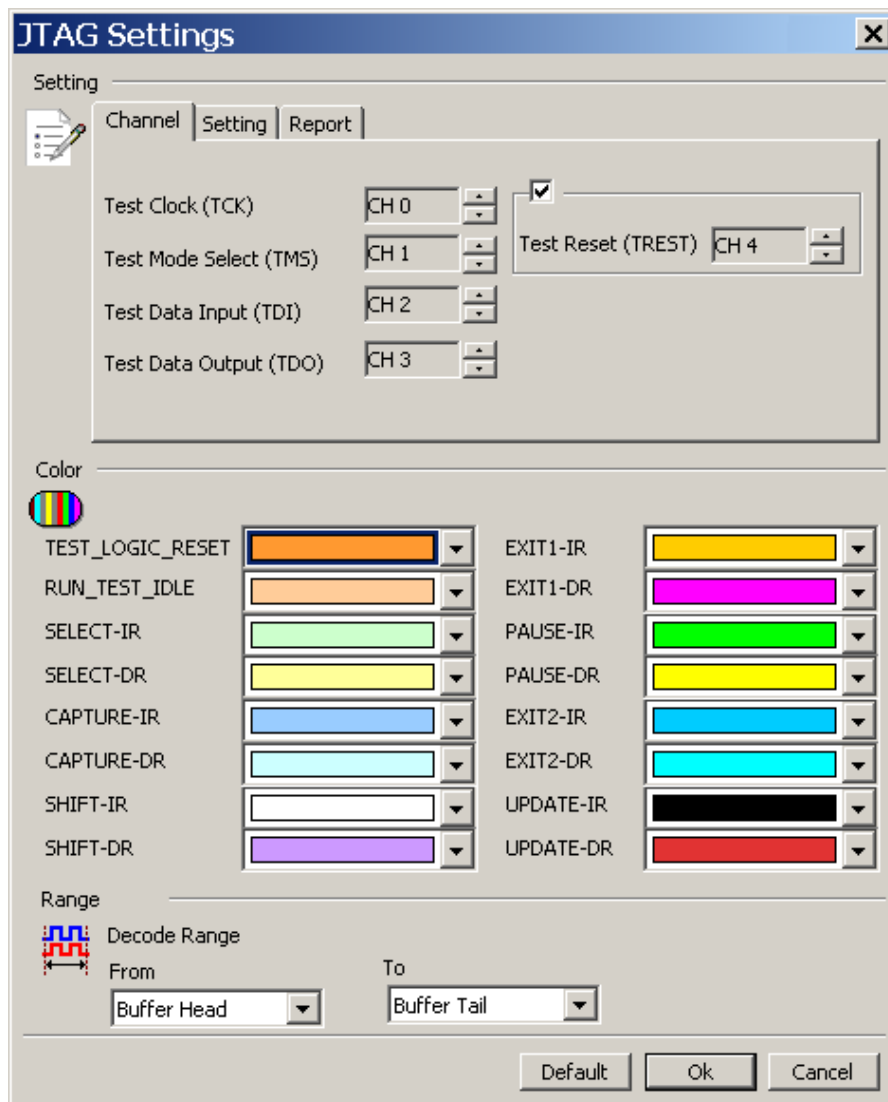 JTAG Settings
Setting
Channel Setting Report
Test Clock (TCK) CH 0
Test Mode Select (TMS) CH 1
Test Data Input (TDI) CH 2
Test Data Output (TDO) CH 3
Test Reset (TREST) CH 4
Color
TEST_LOGIC_RESET
RUN_TEST_IDLE
SELECT-IR
SELECT-DR
CAPTURE-IR
CAPTURE-DR
SHIFT-IR
SHIFT-DR
EXIT1-IR
EXIT1-DR
PAUSE-IR
PAUSE-DR
EXIT2-IR
EXIT2-DR
UPDATE-IR
UPDATE-DR
Range
Decode Range
From
Buffer Head
To
Buffer Tail
Default Ok Cancel